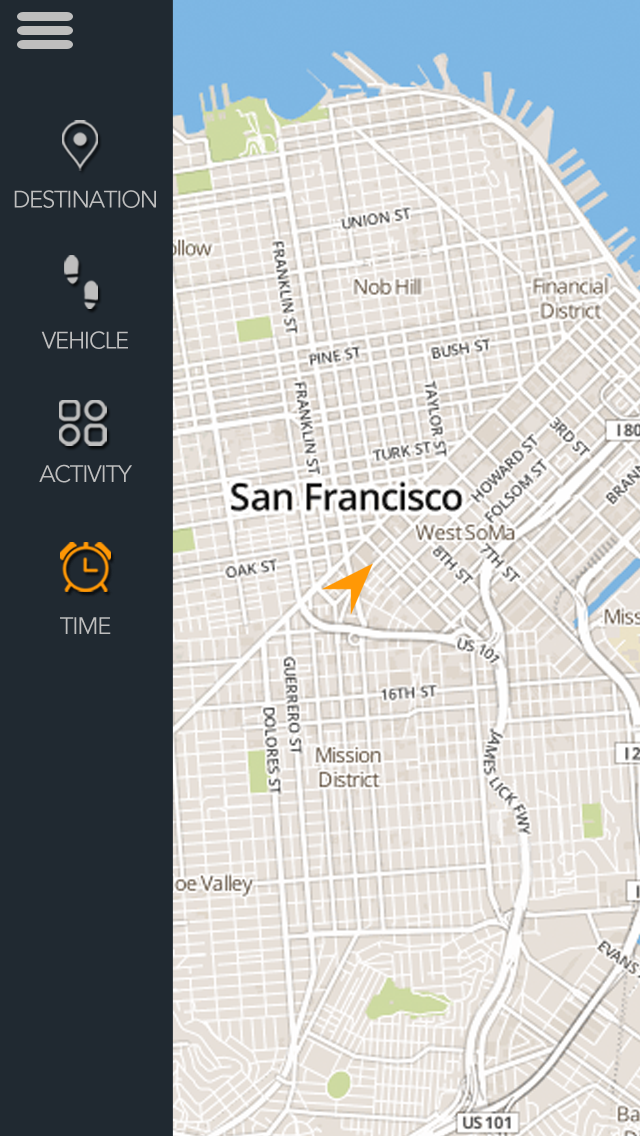 DESTINATION
VEHICLE
ACTIVITY
TIME
UNION ST
ollow
FRANKLIN ST
Nob Hill
Financial
District
PINE ST
BUSH ST
FRANKLIN ST
TAYLOR ST
3RD ST
I 80
TURK ST
HOWARD ST
FOLSOM ST
BRANN
San Francisco
West SoMa
8TH ST
7TH ST
OAK ST
Miss
US 101
GUERRERO ST
16TH ST
DOLORES ST
JAMES LICK FWY
Mission
District
I 2
oe Valley
I
EVANS
US 101
Ba
D